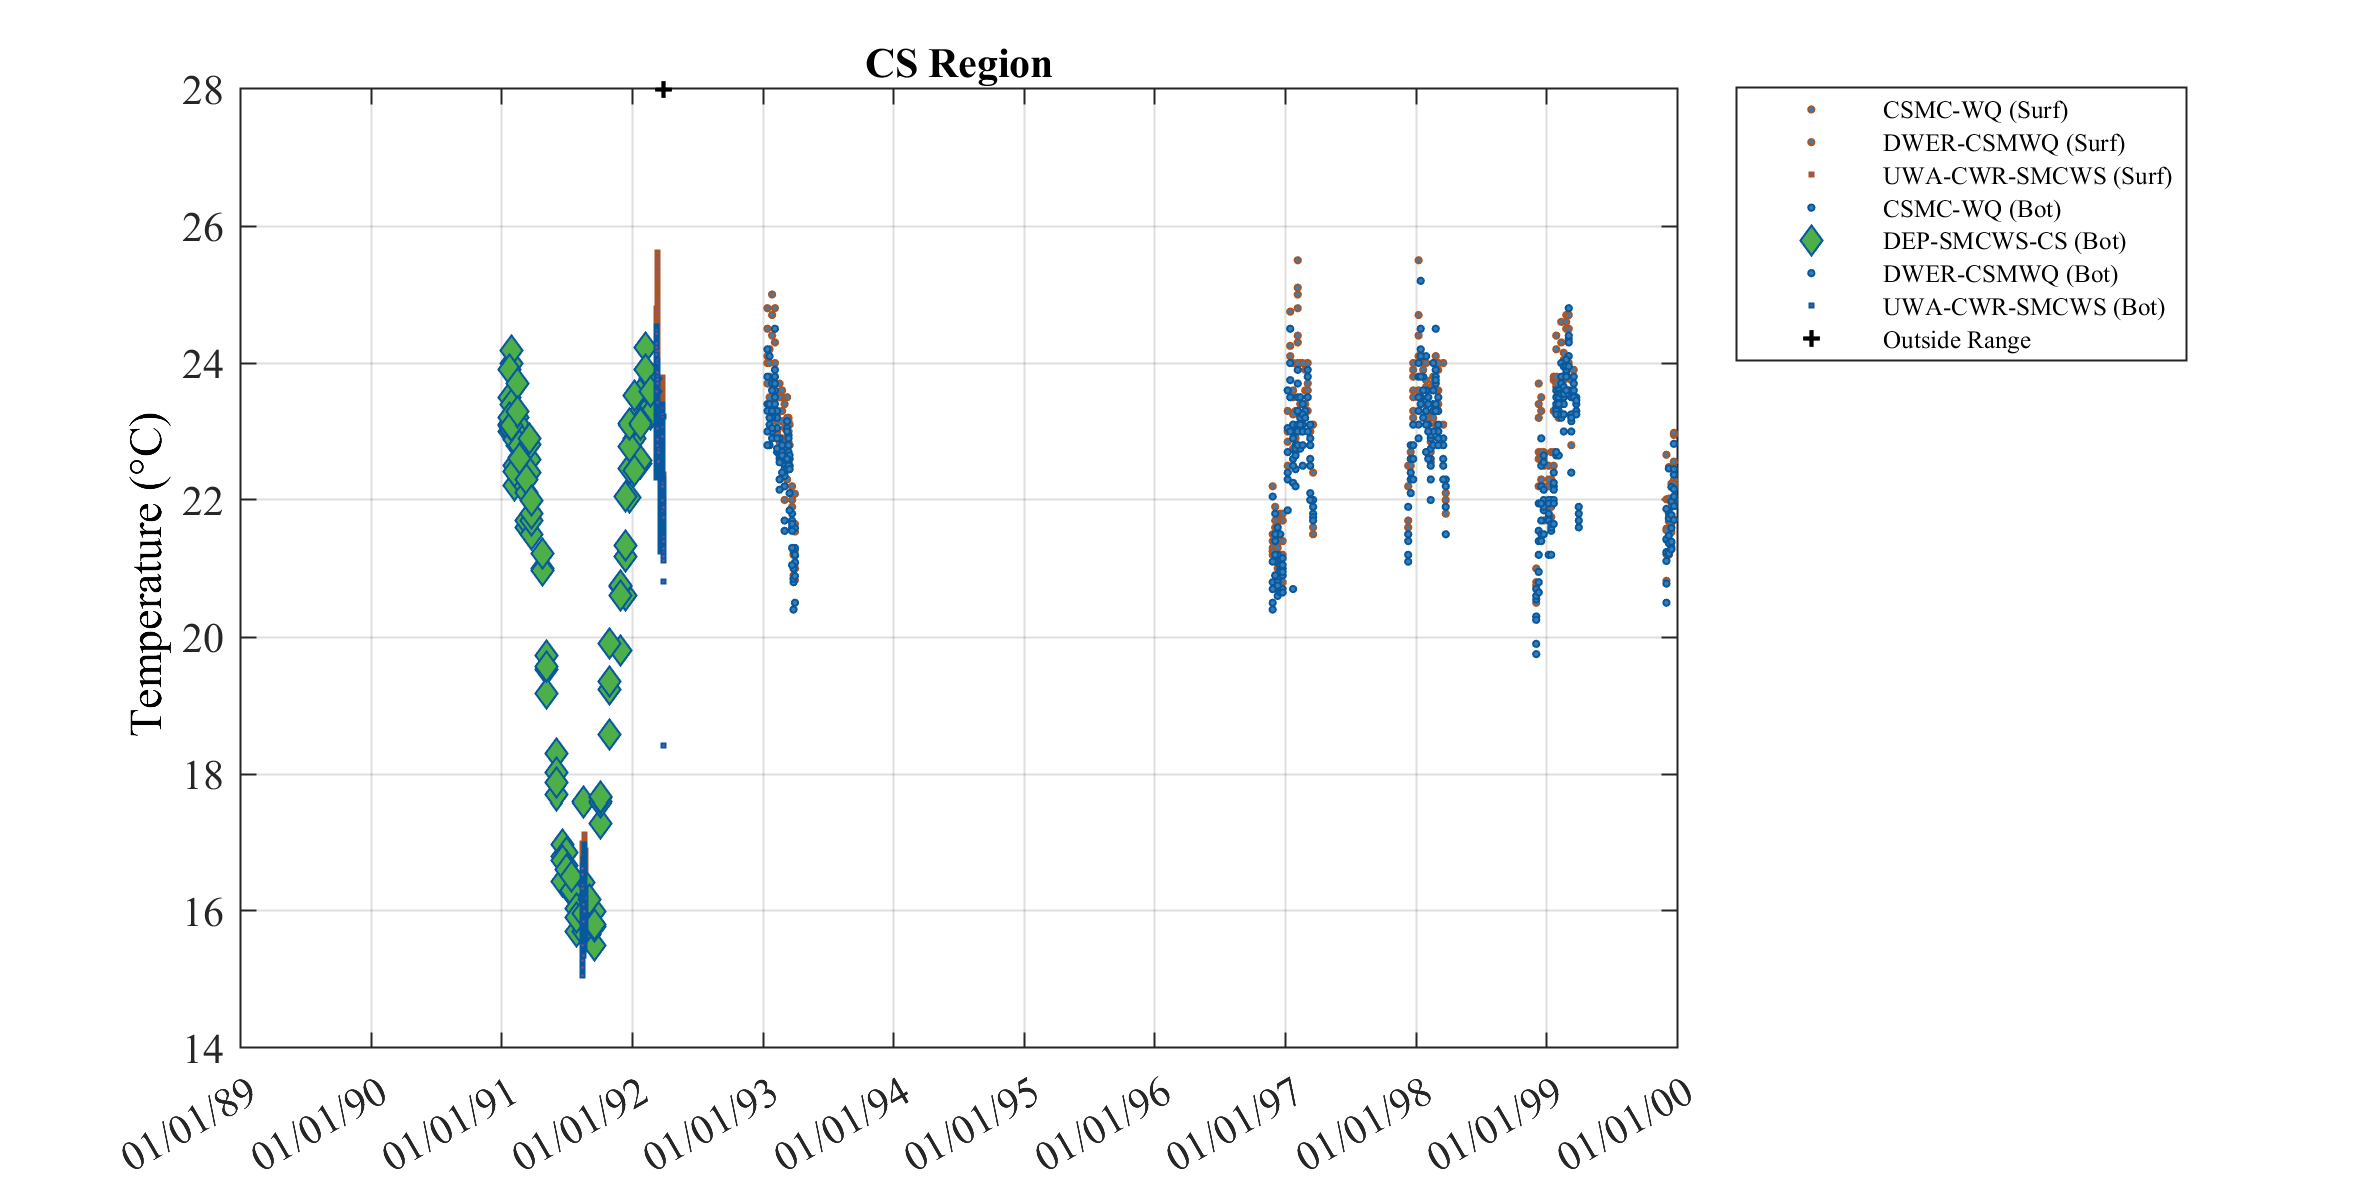 CS Region
28
26
24
22
20
18
16
14
Temperature (°C)
01/01/89
01/01/90
01/01/91
01/01/92
01/01/93
01/01/94
01/01/95
01/01/96
01/01/97
01/01/98
01/01/99
01/01/00
CSMC-WQ (Surf)
DWER-CSMWQ (Surf)
UWA-CWR-SMCWS (Surf)
CSMC-WQ (Bot)
DEP-SMCWS-CS (Bot)
DWER-CSMWQ (Bot)
UWA-CWR-SMCWS (Bot)
Outside Range